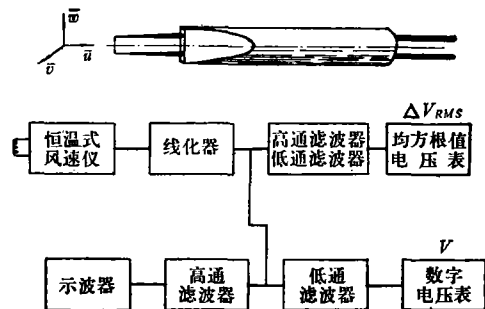 w̄
ū
v̄
ΔV_RMS
恒温式
风速仪
线化器
高通滤波器
低通滤波器
均方根值
电压表
V
示波器
高通
滤波器
低通
滤波器
数字
电压表